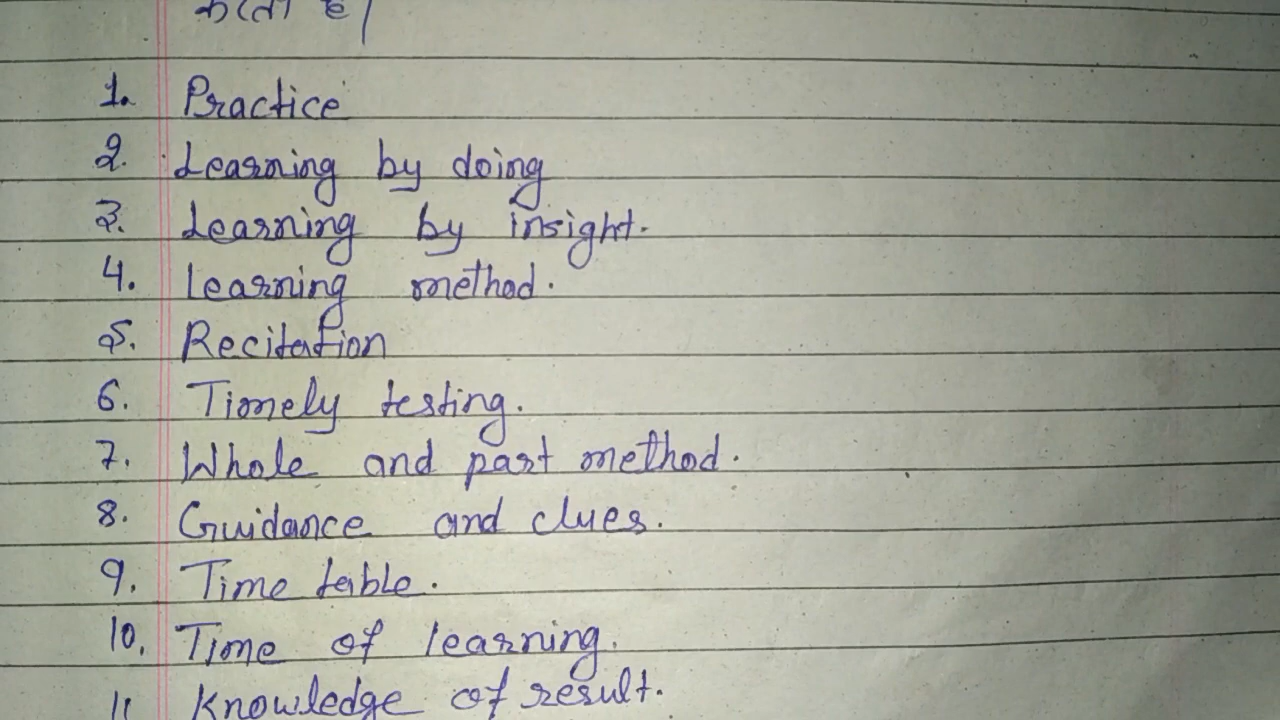 करता है।
1. Practice
2. Learning by doing
3. Learning by insight.
4. Learning method.
5. Recitation
6. Timely testing.
7. Whole and part method.
8. Guidance and clues.
9. Time table.
10. Time of learning.
11 Knowledge of result.